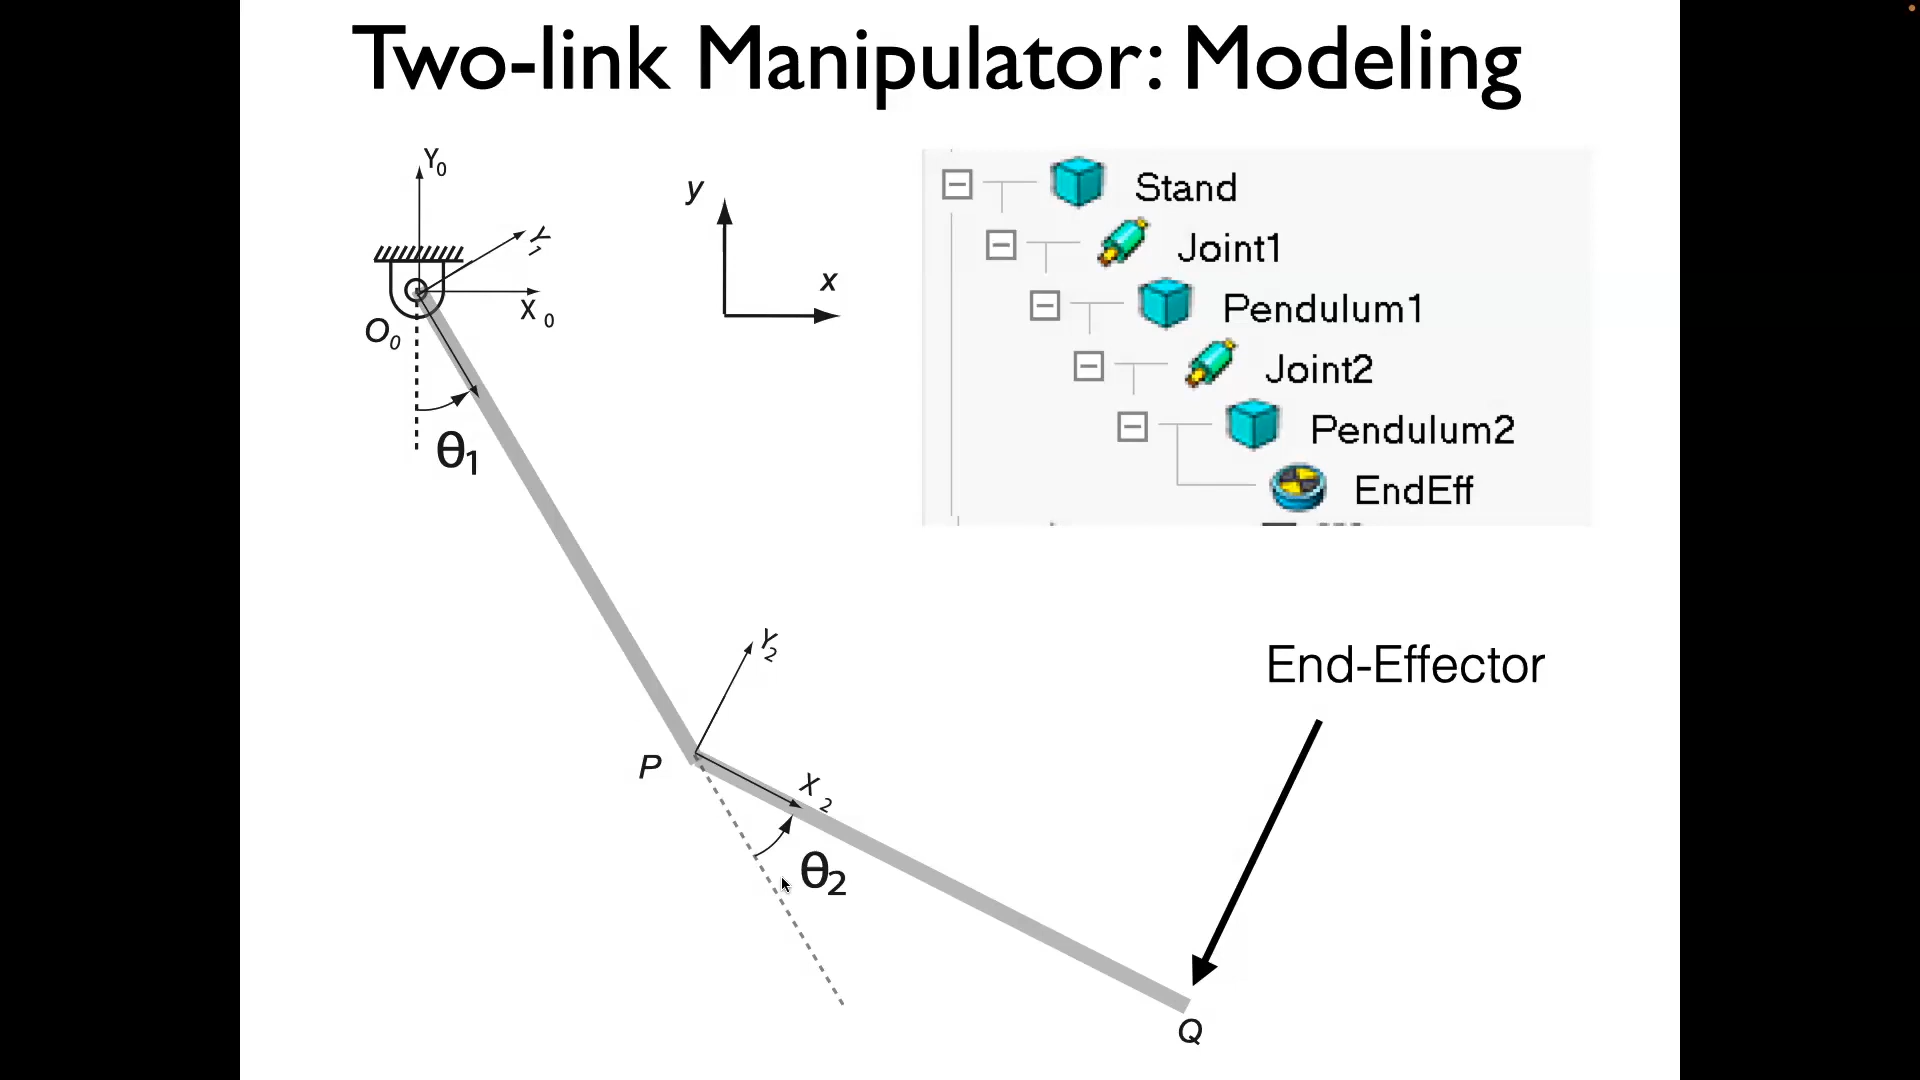 Two-link Manipulator: Modeling
Y0
Y1
X0
O0
θ1
y
x
Stand
Joint1
Pendulum1
Joint2
Pendulum2
EndEff
Y2
P
X2
θ2
End-Effector
Q